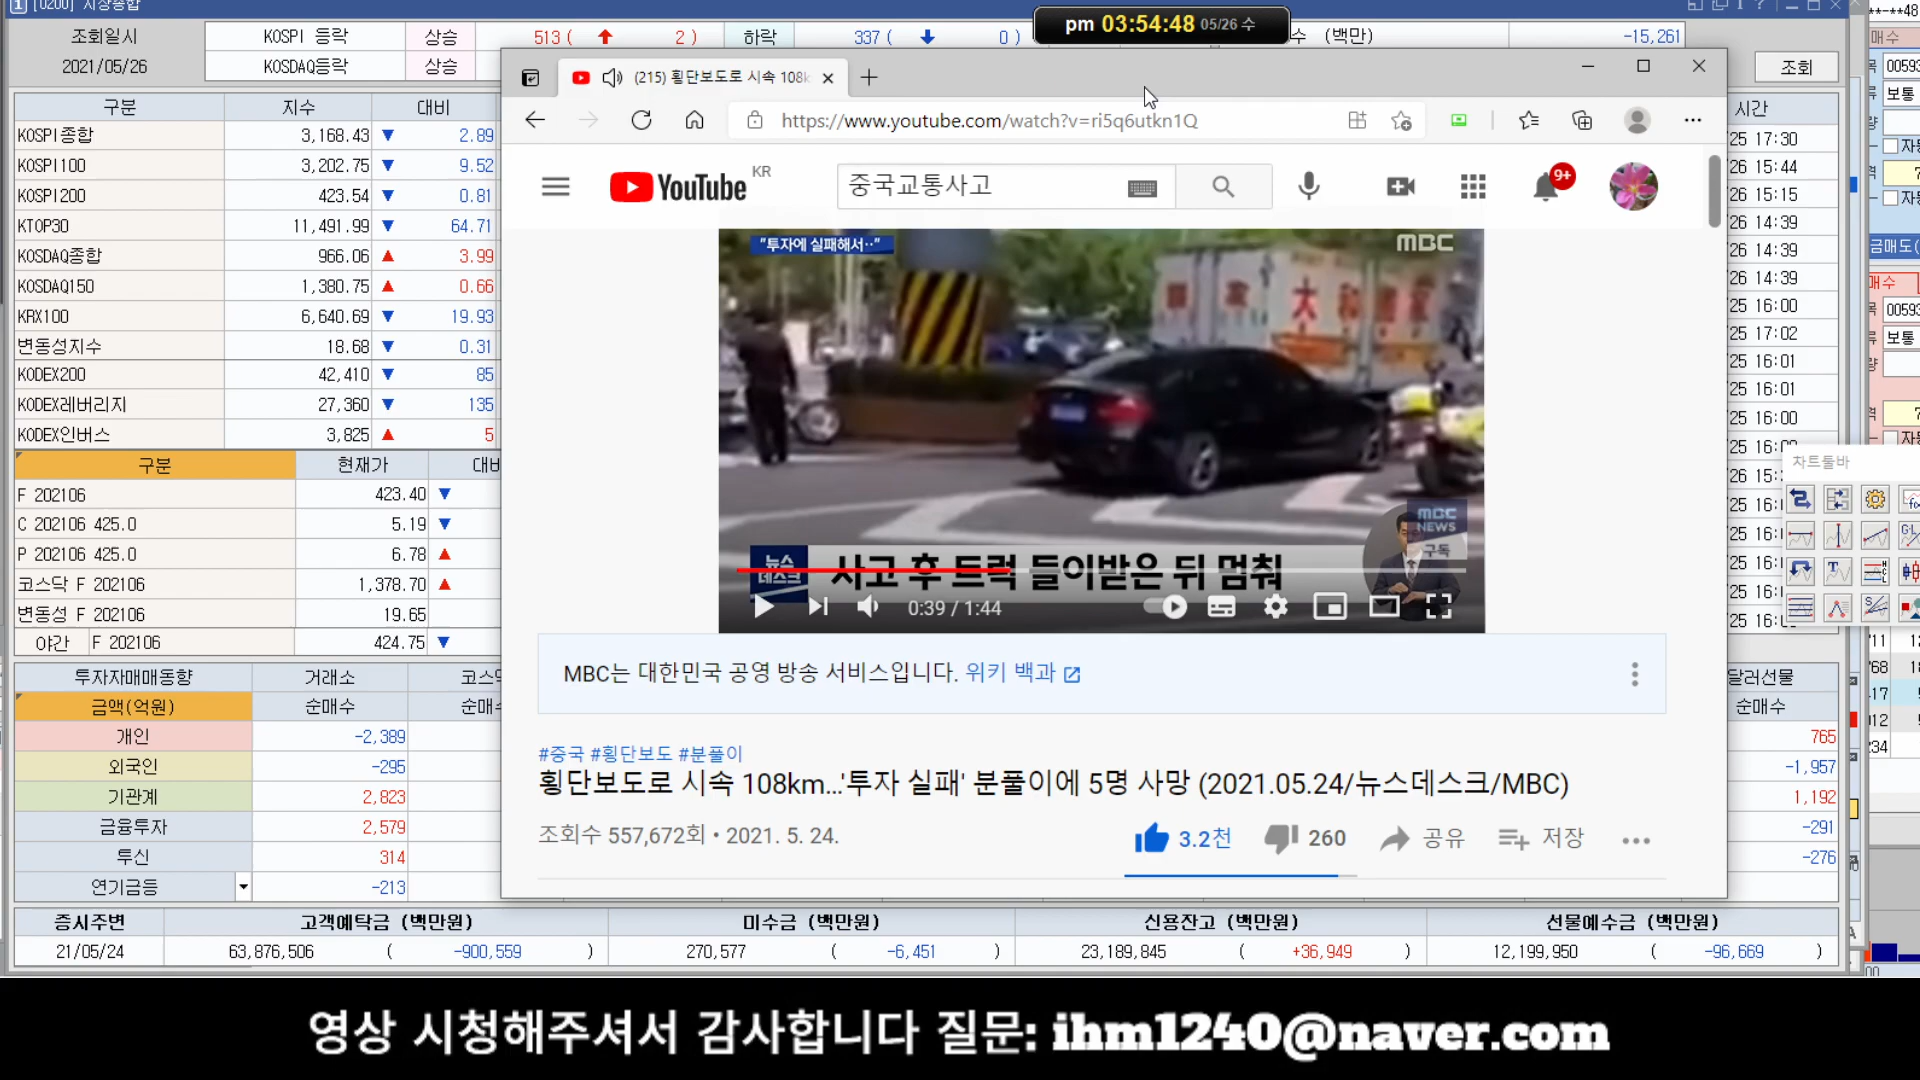 [0200] 시장종합
조회일시
2021/05/26
KOSPI 등락 상승 513 ( 2 ) 하락 337 ( 0 ) (백만) -15,261
KOSDAQ등락 상승
조회
pm 03:54:48 05/26 수
(215) 횡단보도로 시속 108k
https://www.youtube.com/watch?v=ri5q6utkn1Q
YouTube KR
중국교통사고
9+
구분 지수 대비
KOSPI종합 3,168.43 ▼ 2.89
KOSPI100 3,202.75 ▼ 9.52
KOSPI200 423.54 ▼ 0.81
KTOP30 11,491.99 ▼ 64.71
KOSDAQ종합 966.06 ▲ 3.99
KOSDAQ150 1,380.75 ▲ 0.66
KRX100 6,640.69 ▼ 19.93
변동성지수 18.68 ▼ 0.31
KODEX200 42,410 ▼ 85
KODEX레버리지 27,360 ▼ 135
KODEX인버스 3,825 ▲ 5
구분 현재가 대비
F 202106 423.40 ▼
C 202106 425.0 5.19 ▼
P 202106 425.0 6.78 ▲
코스닥 F 202106 1,378.70 ▲
변동성 F 202106 19.65
야간 F 202106 424.75 ▼
투자자매매동향 거래소
금액(억원) 순매수 순매수
개인 -2,389
외국인 -295
기관계 2,823
금융투자 2,579
투신 314
연기금등 -213
"투자에 실패해서··"
MBC
MBC NEWS
구독
뉴스데스크
사고 후 트럭 들이받은 뒤 멈춰
0:39 / 1:44
MBC는 대한민국 공영 방송 서비스입니다. 위키 백과
#중국 #횡단보도 #분풀이
횡단보도로 시속 108km...'투자 실패' 분풀이에 5명 사망 (2021.05.24/뉴스데스크/MBC)
조회수 557,672회 • 2021. 5. 24.
3.2천 260 공유 저장
시간
25 17:30
26 15:44
26 15:15
26 14:39
26 14:39
26 14:39
25 16:00
25 17:02
25 16:01
25 16:01
25 16:00
차트툴바
달러선물
순매수
765
-1,957
1,192
-291
-276
증시주변 고객예탁금 (백만원) 미수금 (백만원) 신용잔고 (백만원) 선물예수금 (백만원)
21/05/24 63,876,506 ( -900,559 ) 270,577 ( -6,451 ) 23,189,845 ( +36,949 ) 12,199,950 ( -96,669 )
영상 시청해주셔서 감사합니다 질문: ihm1240@naver.com